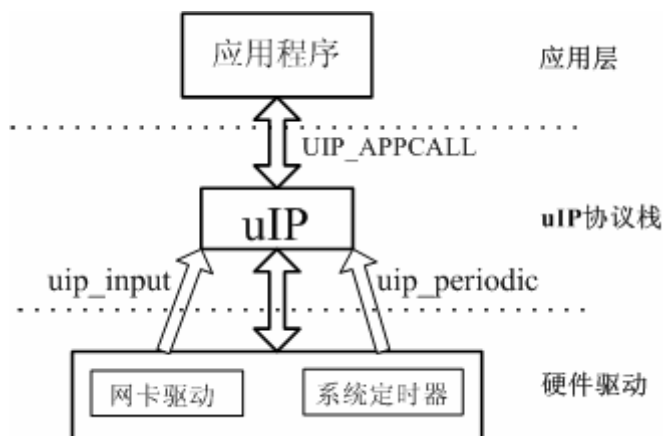 应用程序
应用层
UIP_APPCALL
uIP
uIP协议栈
uip_input
uip_periodic
网卡驱动
系统定时器
硬件驱动